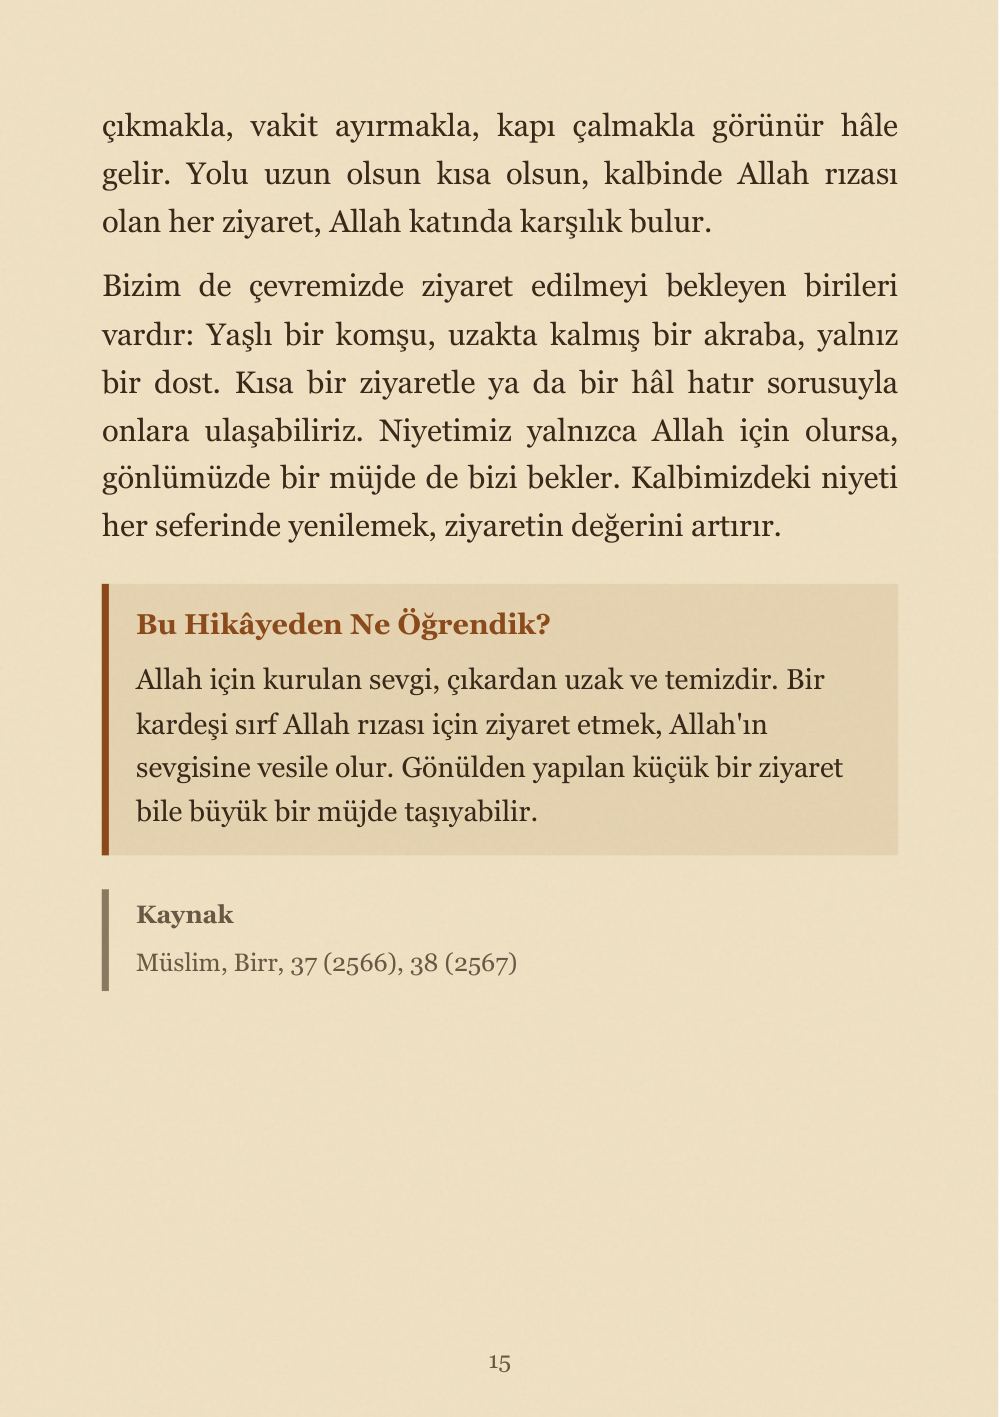 çıkmakla, vakit ayırmakla, kapı çalmakla görünür hâle
gelir. Yolu uzun olsun kısa olsun, kalbinde Allah rızası
olan her ziyaret, Allah katında karşılık bulur.
Bizim de çevremizde ziyaret edilmeyi bekleyen birileri
vardır: Yaşlı bir komşu, uzakta kalmış bir akraba, yalnız
bir dost. Kısa bir ziyaretle ya da bir hâl hatır sorusuyla
onlara ulaşabiliriz. Niyetimiz yalnızca Allah için olursa,
gönlümüzde bir müjde de bizi bekler. Kalbimizdeki niyeti
her seferinde yenilemek, ziyaretin değerini artırır.
Bu Hikâyeden Ne Öğrendik?
Allah için kurulan sevgi, çıkardan uzak ve temizdir. Bir
kardeşi sırf Allah rızası için ziyaret etmek, Allah'ın
sevgisine vesile olur. Gönülden yapılan küçük bir ziyaret
bile büyük bir müjde taşıyabilir.
Kaynak
Müslim, Birr, 37 (2566), 38 (2567)
15